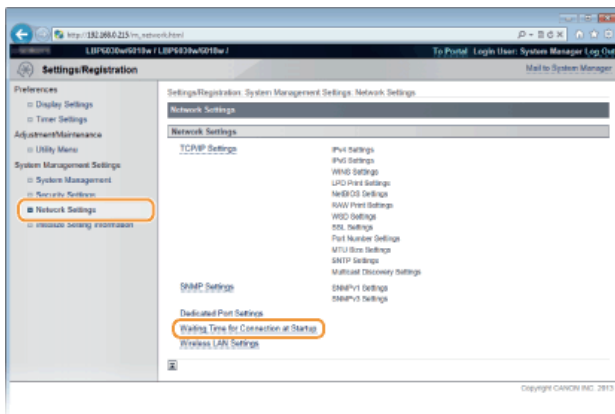 http://192.168.0.215/m_network.html
LBP6030w/6018w / LBP6030w/6018w /
To Portal Login User: System Manager Log Out
Settings/Registration
Mail to System Manager
Preferences
Display Settings
Timer Settings
Adjustment/Maintenance
Utility Menu
System Management Settings
System Management
Security Settings
Network Settings
Initialize Setting Information
Settings/Registration: System Management Settings: Network Settings
Network Settings
Network Settings
TCP/IP Settings
IPv4 Settings
IPv6 Settings
WINS Settings
LPD Print Settings
NetBIOS Settings
RAW Print Settings
WSD Settings
SSL Settings
Port Number Settings
MTU Size Settings
SNTP Settings
Multicast Discovery Settings
SNMP Settings
SNMPv1 Settings
SNMPv3 Settings
Dedicated Port Settings
Waiting Time for Connection at Startup
Wireless LAN Settings
Copyright CANON INC. 2013